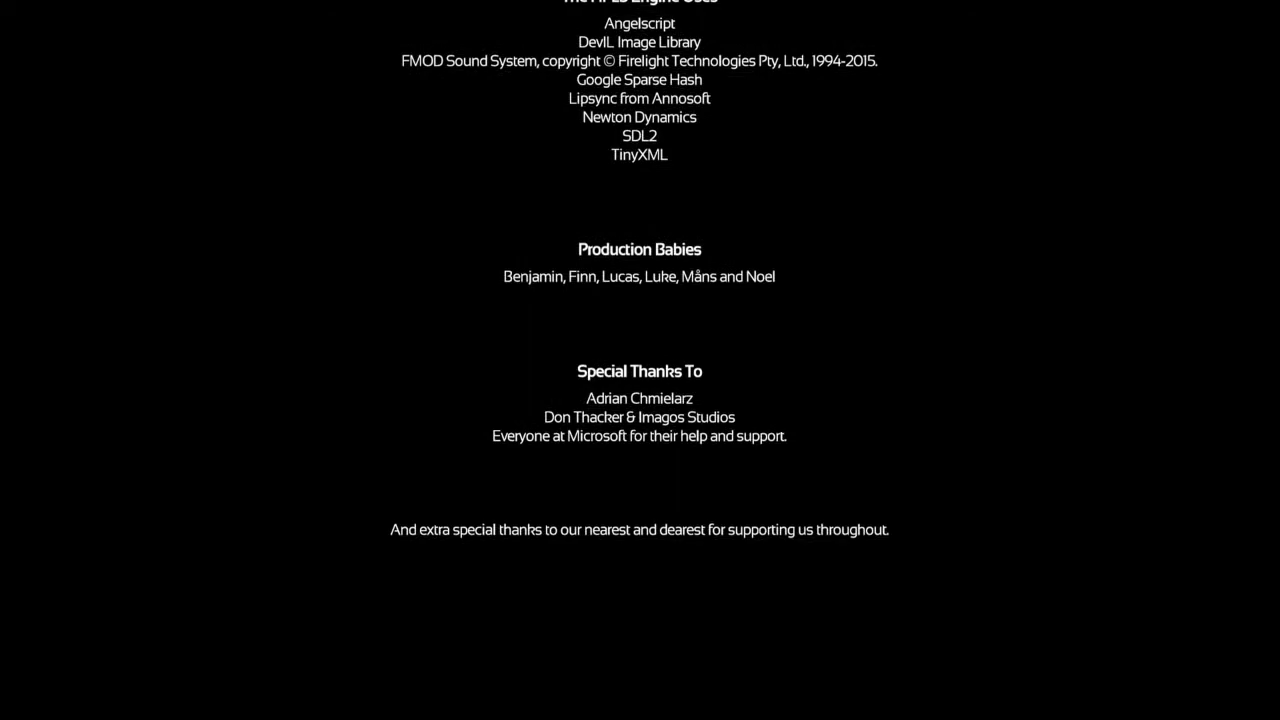 Angelscript
DevIL Image Library
FMOD Sound System, copyright © Firelight Technologies Pty, Ltd., 1994-2015.
Google Sparse Hash
Lipsync from Annosoft
Newton Dynamics
SDL2
TinyXML
Production Babies
Benjamin, Finn, Lucas, Luke, Måns and Noel
Special Thanks To
Adrian Chmielarz
Don Thacker & Imagos Studios
Everyone at Microsoft for their help and support.
And extra special thanks to our nearest and dearest for supporting us throughout.